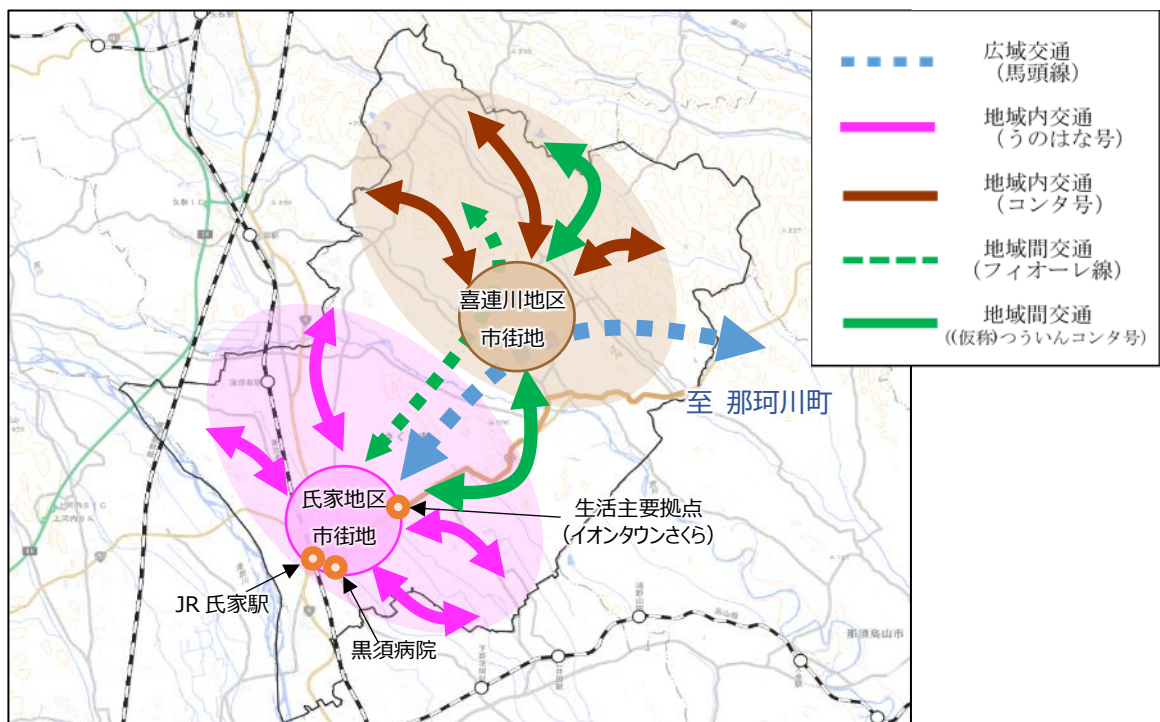 広域交通
(馬頭線)
地域内交通
(うのはな号)
地域内交通
(コンタ号)
地域間交通
(フィオーレ線)
地域間交通
((仮称)つういんコンタ号)
喜連川地区
市街地
至 那珂川町
氏家地区
市街地
生活主要拠点
(イオンタウンさくら)
JR 氏家駅
黒須病院
那須烏山市